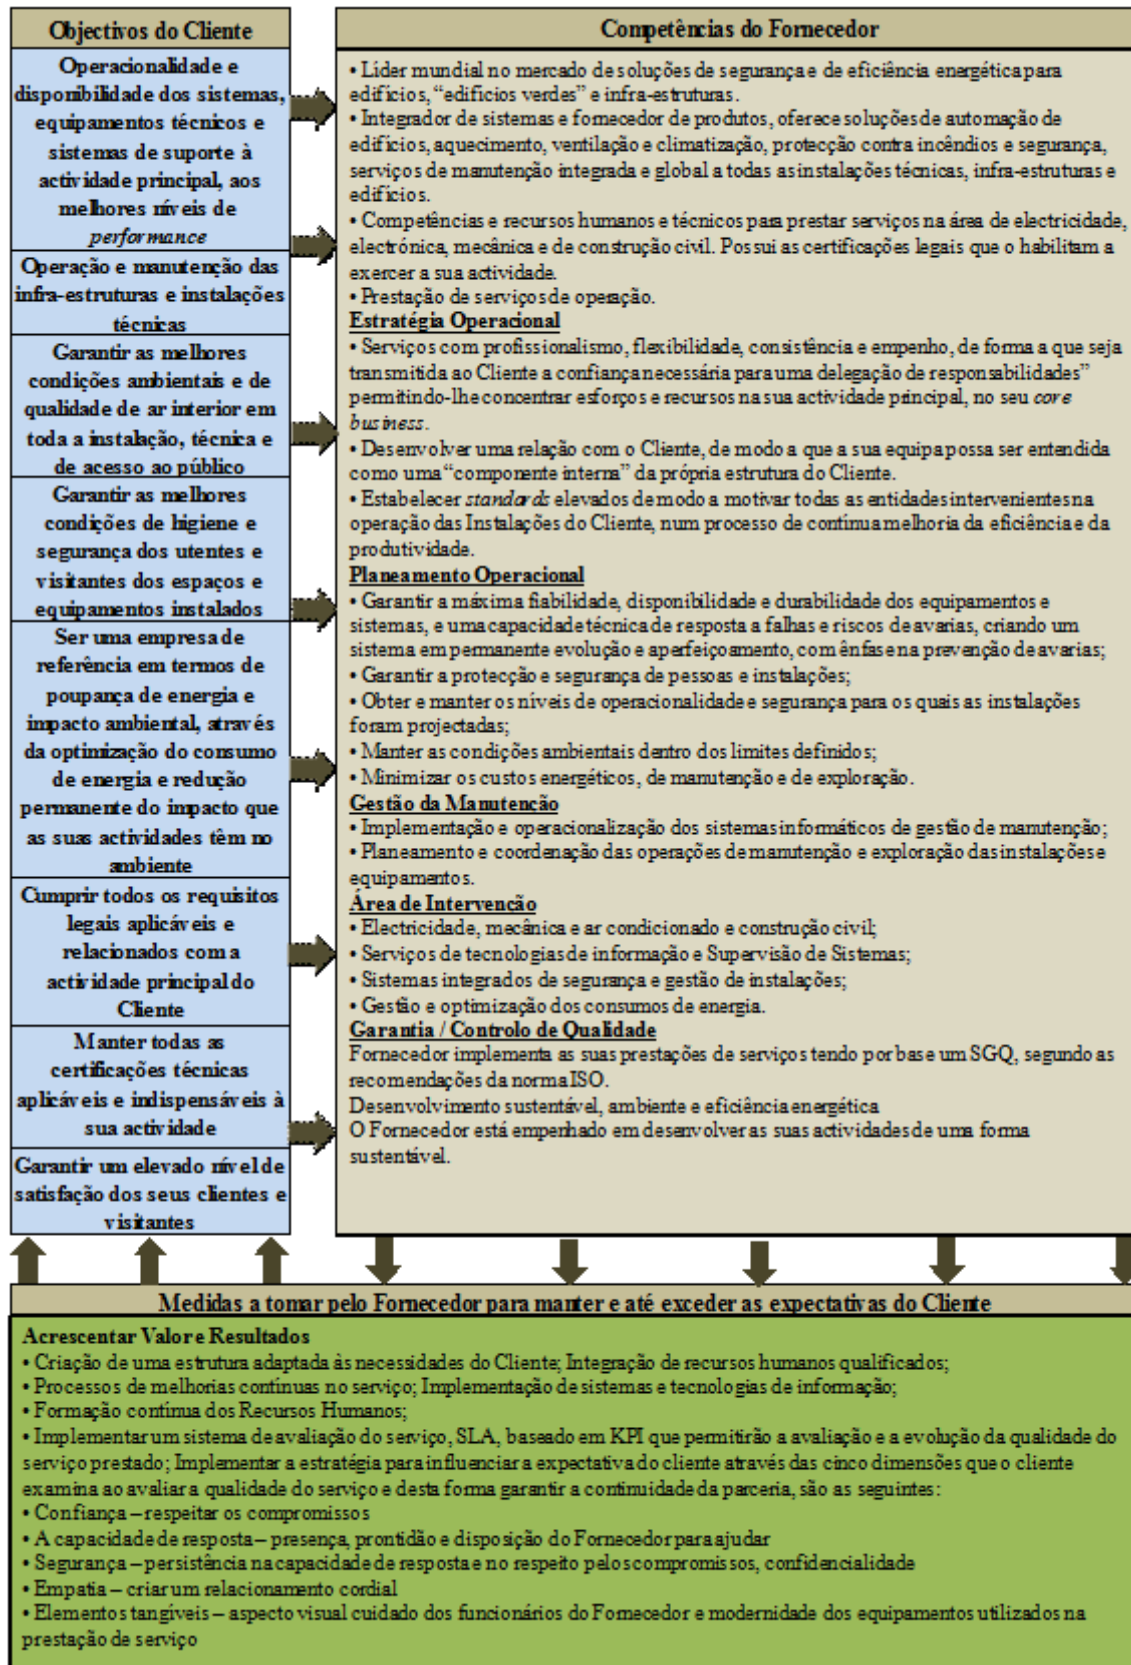 Objectivos do Cliente
Operacionalidade e
disponibilidade dos sistemas,
equipamentos técnicos e
sistemas de suporte à
actividade principal, aos
melhores níveis de
performance
Operação e manutenção das
infra-estruturas e instalações
técnicas
Garantir as melhores
condições ambientais e de
qualidade de ar interior em
toda a instalação, técnica e
de acesso ao público
Garantir as melhores
condições de higiene e
segurança dos utentes e
visitantes dos espaços e
equipamentos instalados
Ser uma empresa de
referência em termos de
poupança de energia e
impacto ambiental, através
da optimização do consumo
de energia e redução
permanente do impacto que
as suas actividades têm no
ambiente
Cumprir todos os requisitos
legais aplicáveis e
relacionados com a
actividade principal do
Cliente
Manter todas as
certificações técnicas
aplicáveis e indispensáveis à
sua actividade
Garantir um elevado nível de
satisfação dos seus clientes e
visitantes
Competências do Fornecedor
• Líder mundial no mercado de soluções de segurança e de eficiência energética para
edifícios, “edifícios verdes” e infra-estruturas.
• Integrador de sistemas e fornecedor de produtos, oferece soluções de automação de
edifícios, aquecimento, ventilação e climatização, protecção contra incêndios e segurança,
serviços de manutenção integrada e global a todas as instalações técnicas, infra-estruturas e
edifícios.
• Competências e recursos humanos e técnicos para prestar serviços na área de electricidade,
electrónica, mecânica e de construção civil. Possui as certificações legais que o habilitam a
exercer a sua actividade.
• Prestação de serviços de operação.
Estratégia Operacional
• Serviços com profissionalismo, flexibilidade, consistência e empenho, de forma a que seja
transmitida ao Cliente a confiança necessária para uma delegação de responsabilidades”
permitindo-lhe concentrar esforços e recursos na sua actividade principal, no seu core
business.
• Desenvolver uma relação com o Cliente, de modo a que a sua equipa possa ser entendida
como uma “componente interna” da própria estrutura do Cliente.
• Estabelecer standards elevados de modo a motivar todas as entidades intervenientes na
operação das Instalações do Cliente, num processo de contínua melhoria da eficiência e da
produtividade.
Planeamento Operacional
• Garantir a máxima fiabilidade, disponibilidade e durabilidade dos equipamentos e
sistemas, e uma capacidade técnica de resposta a falhas e riscos de avarias, criando um
sistema em permanente evolução e aperfeiçoamento, com ênfase na prevenção de avarias;
• Garantir a protecção e segurança de pessoas e instalações;
• Obter e manter os níveis de operacionalidade e segurança para os quais as instalações
foram projectadas;
• Manter as condições ambientais dentro dos limites definidos;
• Minimizar os custos energéticos, de manutenção e de exploração.
Gestão da Manutenção
• Implementação e operacionalização dos sistemas informáticos de gestão de manutenção;
• Planeamento e coordenação das operações de manutenção e exploração das instalações e
equipamentos.
Área de Intervenção
• Electricidade, mecânica e ar condicionado e construção civil;
• Serviços de tecnologias de informação e Supervisão de Sistemas;
• Sistemas integrados de segurança e gestão de instalações;
• Gestão e optimização dos consumos de energia.
Garantia / Controlo de Qualidade
Fornecedor implementa as suas prestações de serviços tendo por base um SGQ, segundo as
recomendações da norma ISO.
Desenvolvimento sustentável, ambiente e eficiência energética
O Fornecedor está empenhado em desenvolver as suas actividades de uma forma
sustentável.
Medidas a tomar pelo Fornecedor para manter e até exceder as expectativas do Cliente
Acrescentar Valor e Resultados
• Criação de uma estrutura adaptada às necessidades do Cliente; Integração de recursos humanos qualificados;
• Processos de melhorias contínuas no serviço; Implementação de sistemas e tecnologias de informação;
• Formação contínua dos Recursos Humanos;
• Implementar um sistema de avaliação do serviço, SLA, baseado em KPI que permitirão a avaliação e a evolução da qualidade do
serviço prestado; Implementar a estratégia para influenciar a expectativa do cliente através das cinco dimensões que o cliente
examina ao avaliar a qualidade do serviço e desta forma garantir a continuidade da parceria, são as seguintes:
• Confiança – respeitar os compromissos
• A capacidade de resposta – presença, prontidão e disposição do Fornecedor para ajudar
• Segurança – persistência na capacidade de resposta e no respeito pelos compromissos, confidencialidade
• Empatia – criar um relacionamento cordial
• Elementos tangíveis – aspecto visual cuidado dos funcionários do Fornecedor e modernidade dos equipamentos utilizados na
prestação de serviço